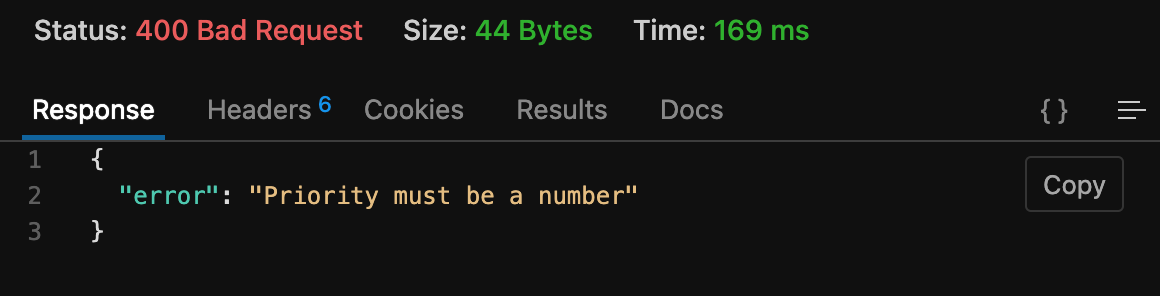 Status: 400 Bad Request Size: 44 Bytes Time: 169 ms
Response Headers 6 Cookies Results Docs {}
1 {
2 "error": "Priority must be a number"
Copy
3 }